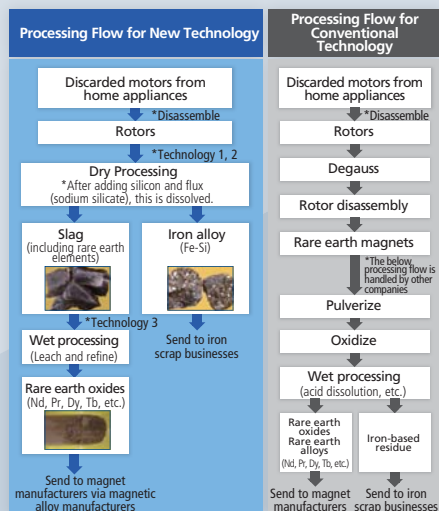 Processing Flow for New Technology
Discarded motors from
home appliances
*Disassemble
Rotors
*Technology 1, 2
Dry Processing
*After adding silicon and flux
(sodium silicate), this is dissolved.
Slag
(including rare earth
elements)
Iron alloy
(Fe-Si)
*Technology 3
Wet processing
(Leach and refine)
Send to iron
scrap businesses
Rare earth oxides
(Nd, Pr, Dy, Tb, etc.)
Send to magnet
manufacturers via magnetic
alloy manufacturers
Processing Flow for
Conventional
Technology
Discarded motors from
home appliances
*Disassemble
Rotors
Degauss
Rotor disassembly
Rare earth magnets
*The below
processing flow is
handled by other
companies
Pulverize
Oxidize
Wet processing
(acid dissolution, etc.)
Rare earth
oxides
Rare earth
alloys
(Nd, Pr, Dy, Tb, etc.)
Iron-based
residue
Send to magnet
manufacturers
Send to iron
scrap businesses